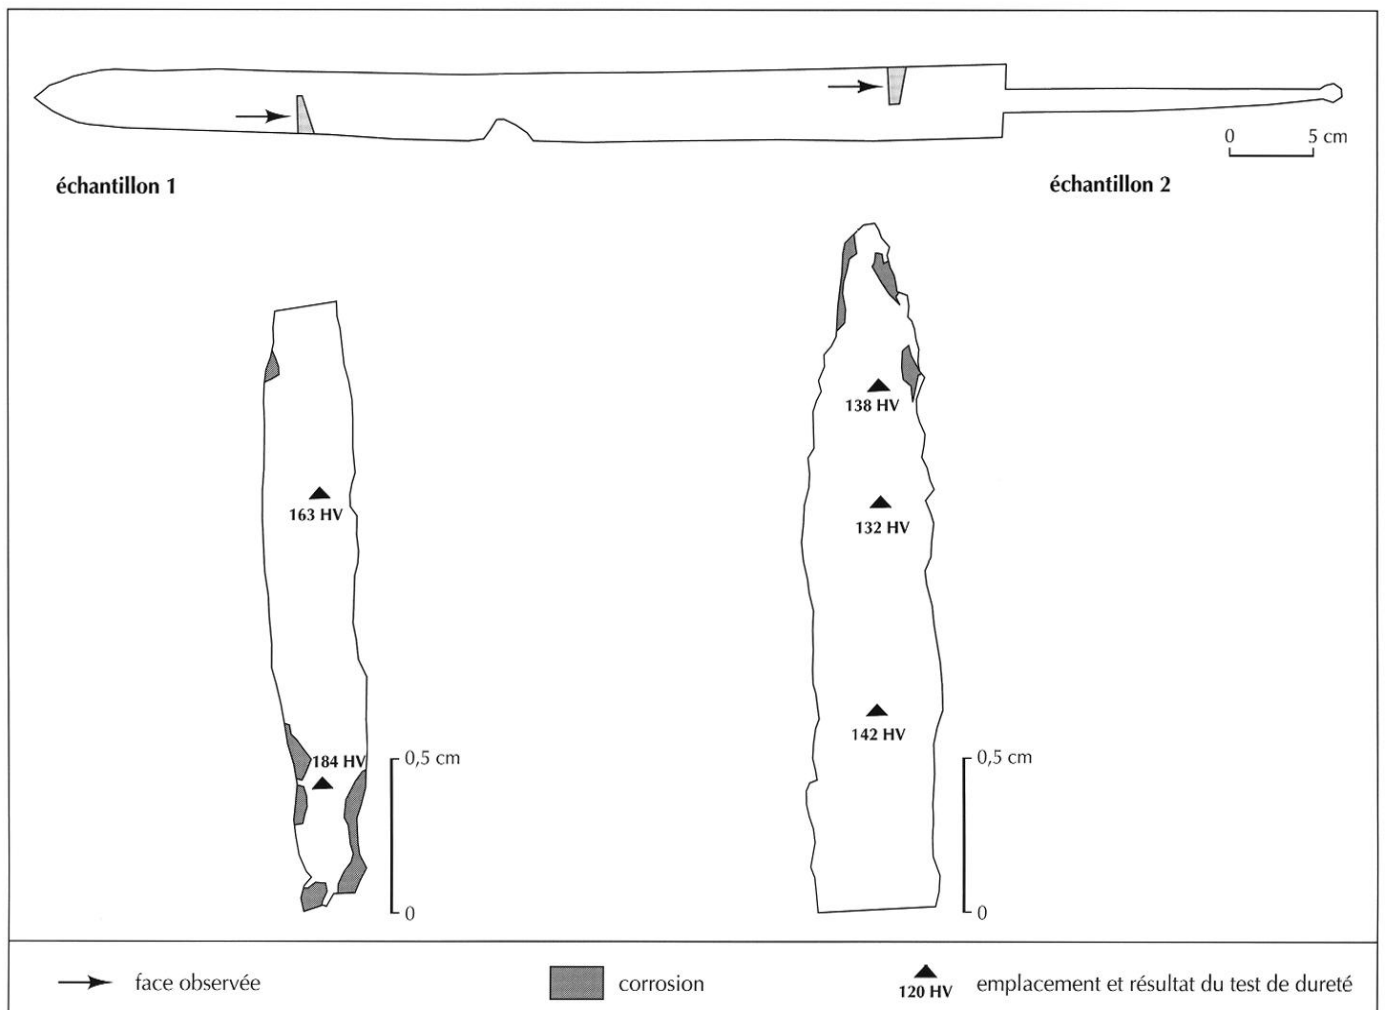 0 5 cm
échantillon 1
échantillon 2
138 HV
163 HV
132 HV
142 HV
184 HV
0,5 cm
0
0,5 cm
0
face observée
corrosion
120 HV
emplacement et résultat du test de dureté